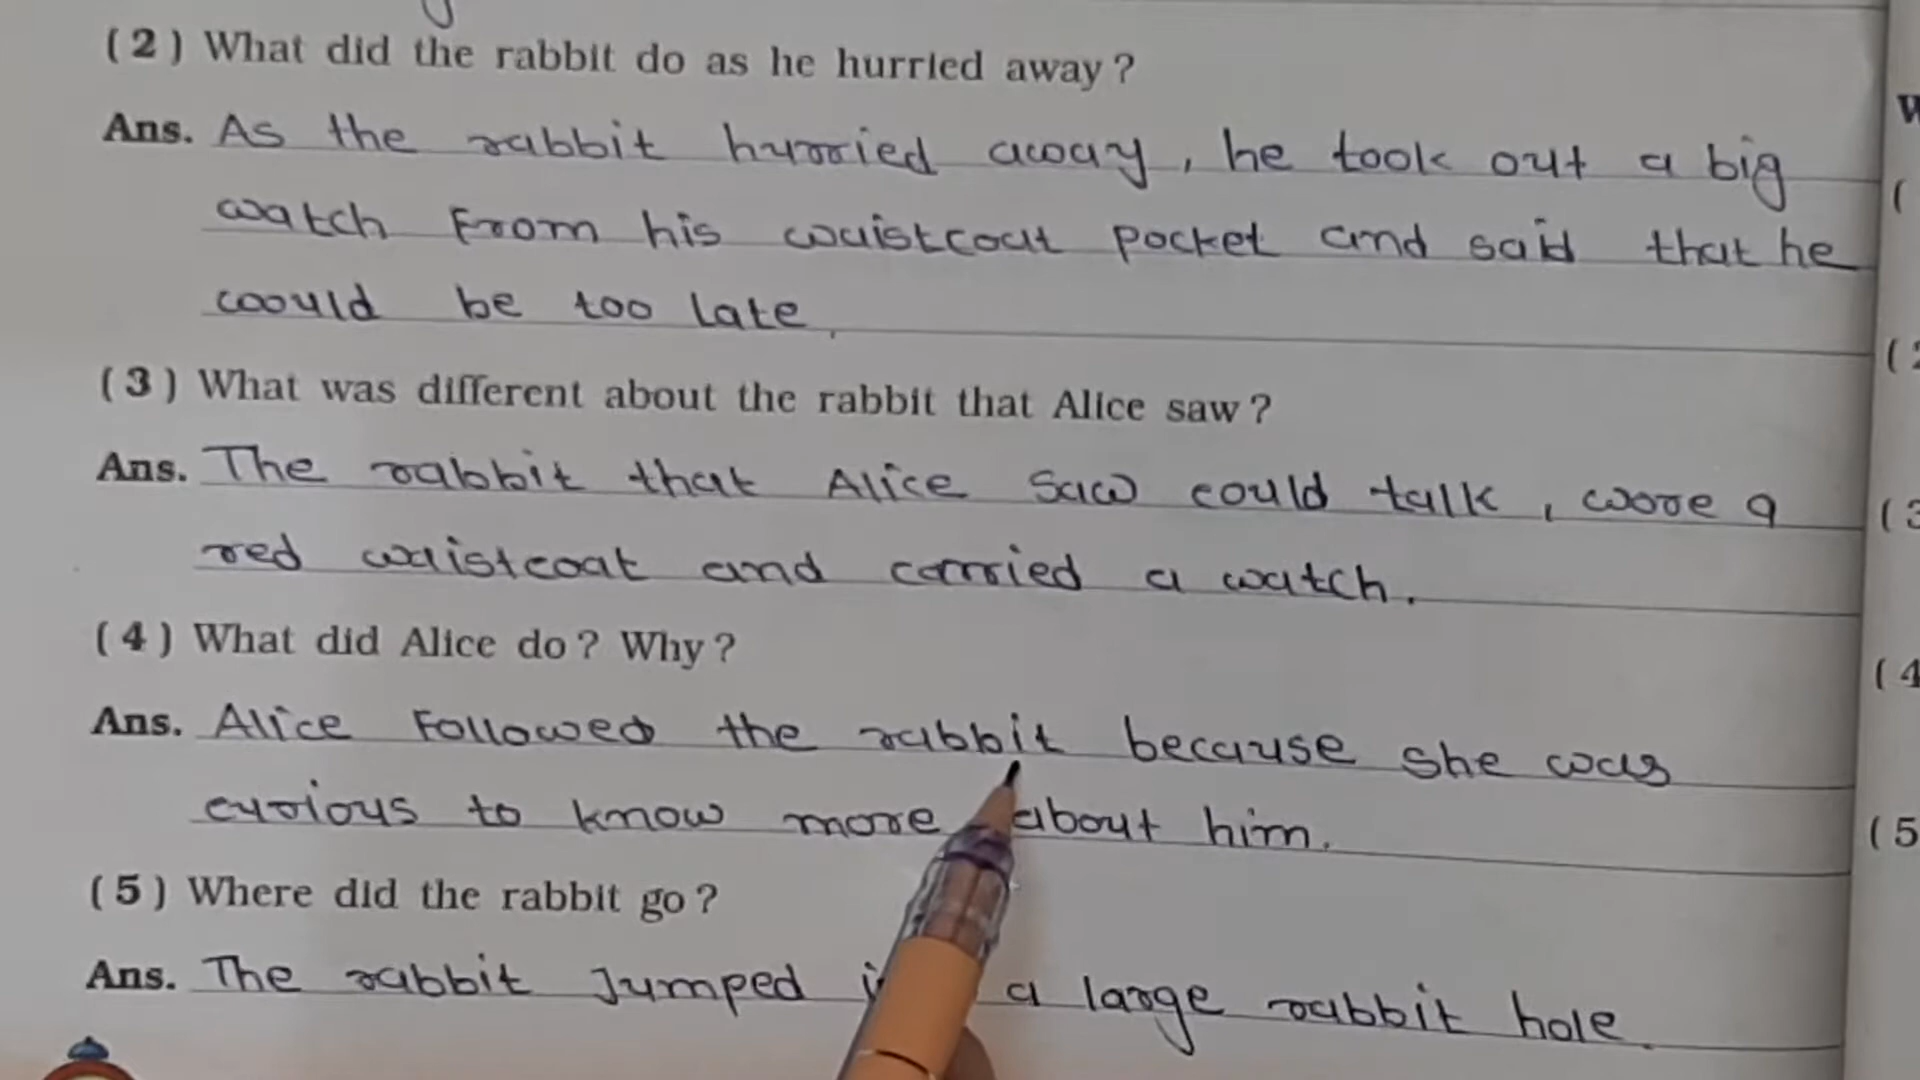 (2) What did the rabbit do as he hurried away?
Ans. As the rabbit hurried away, he took out a big
watch From his waistcoat pocket and said that he
would be too late.
(3) What was different about the rabbit that Alice saw?
Ans. The rabbit that Alice saw could talk, wore a
red waistcoat and carried a watch.
(4) What did Alice do? Why?
Ans. Alice Followed the rabbit because she was
curious to know more about him.
(5) Where did the rabbit go?
Ans. The rabbit Jumped a large rabbit hole.